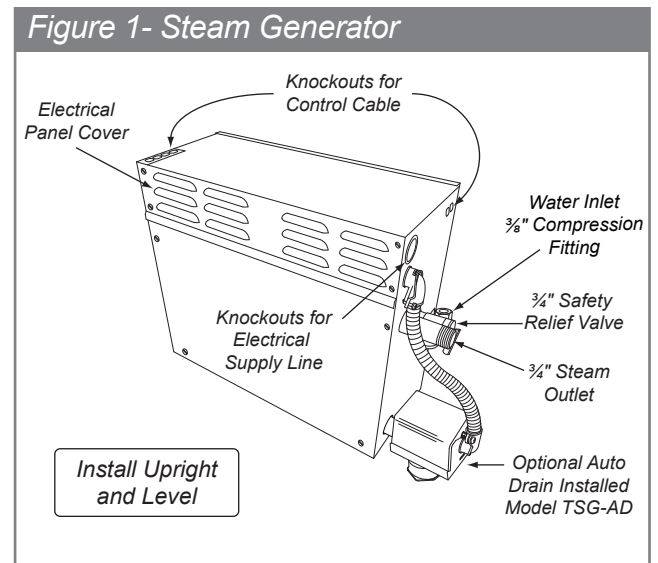 Figure 1- Steam Generator
Knockouts for
Control Cable
Electrical
Panel Cover
Water Inlet
⅜" Compression
Fitting
¾" Safety
Relief Valve
Knockouts for
Electrical
Supply Line
¾" Steam
Outlet
Install Upright
and Level
Optional Auto
Drain Installed
Model TSG-AD